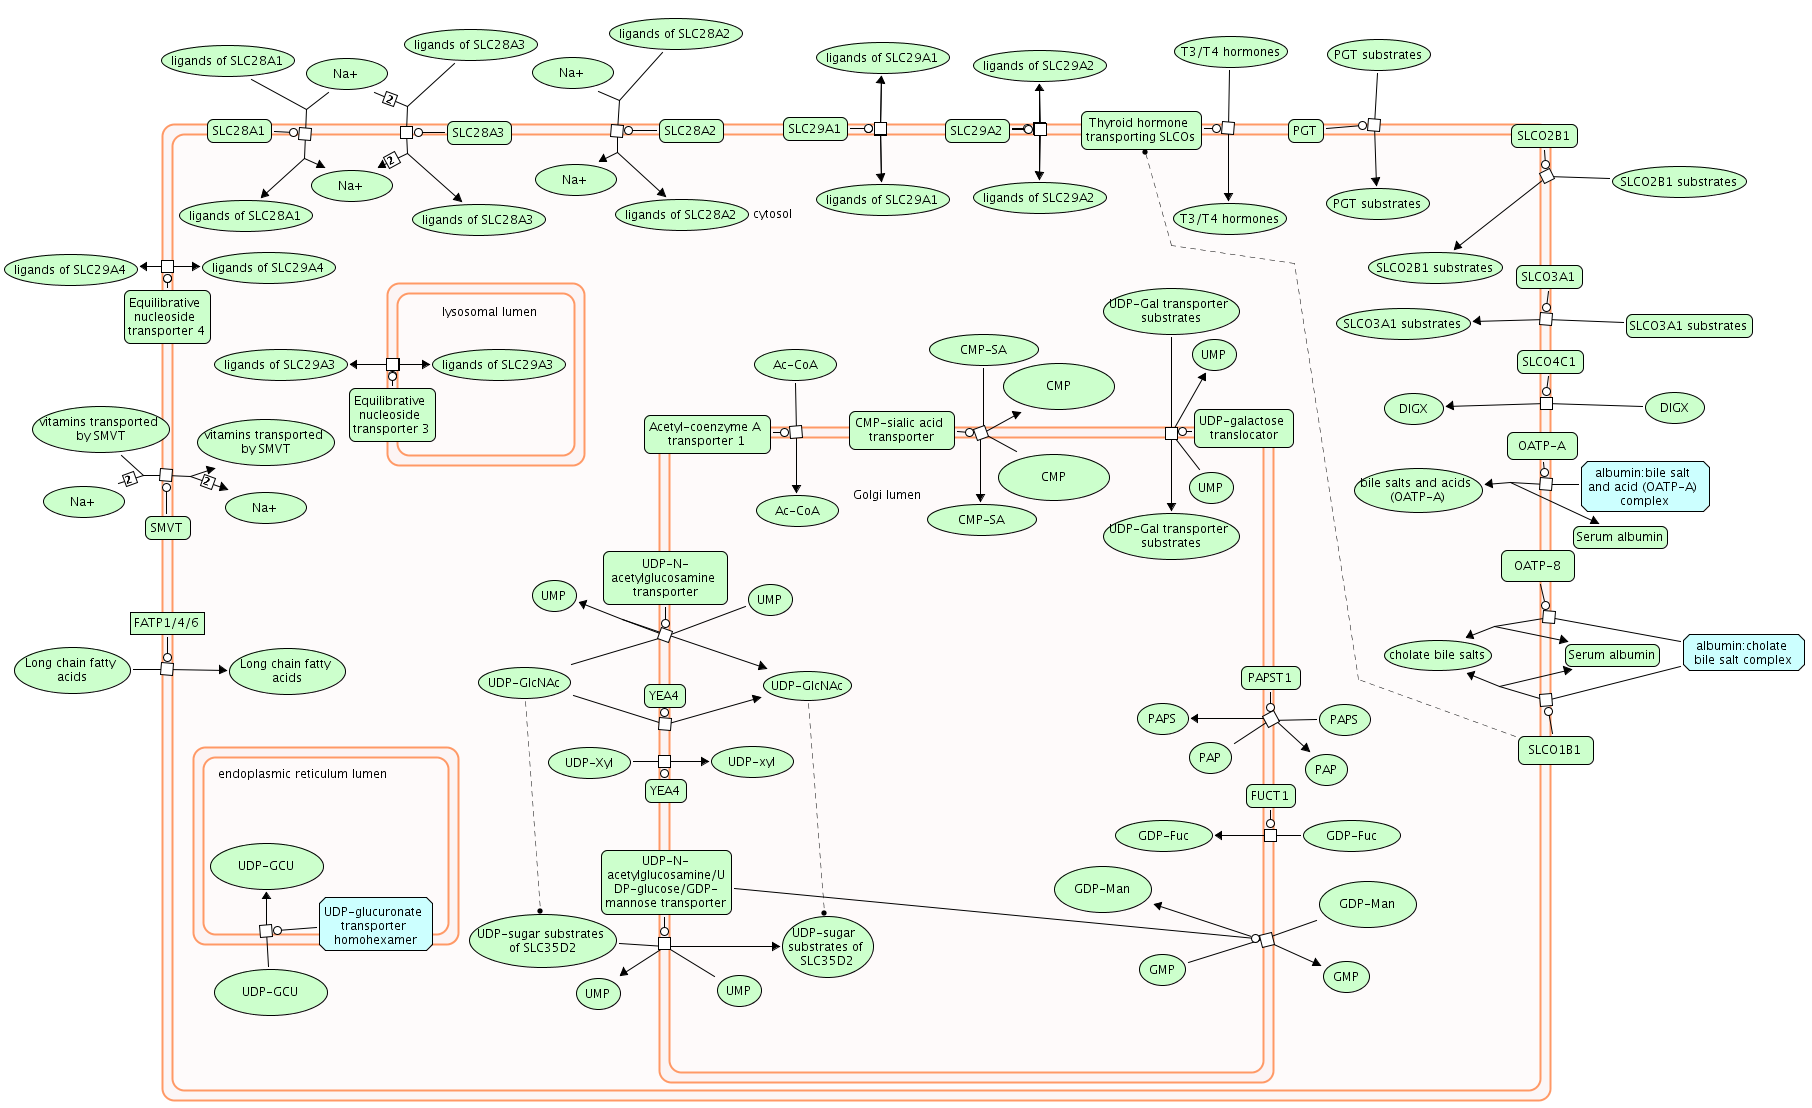 ligands of SLC28A1
Na+
ligands of SLC28A3
ligands of SLC28A2
Na+
ligands of SLC29A1
ligands of SLC29A2
T3/T4 hormones
PGT substrates
SLC28A1
2
SLC28A3
SLC28A2
SLC29A1
SLC29A2
Thyroid hormone
transporting SLCOs
PGT
SLCO2B1
2
Na+
Na+
ligands of SLC28A1
ligands of SLC28A3
ligands of SLC28A2
cytosol
ligands of SLC29A1
ligands of SLC29A2
T3/T4 hormones
PGT substrates
SLCO2B1 substrates
SLCO2B1 substrates
ligands of SLC29A4
ligands of SLC29A4
Equilibrative
nucleoside
transporter 4
lysosomal lumen
ligands of SLC29A3
ligands of SLC29A3
Equilibrative
nucleoside
transporter 3
SLCO3A1
SLCO3A1 substrates
SLCO3A1 substrates
SLCO4C1
DIGX
DIGX
UDP-Gal transporter
substrates
UMP
CMP-SA
CMP
Ac-CoA
Acetyl-coenzyme A
transporter 1
CMP-sialic acid
transporter
UDP-galactose
translocator
CMP
UMP
Golgi lumen
Ac-CoA
CMP-SA
UDP-Gal transporter
substrates
vitamins transported
by SMVT
vitamins transported
by SMVT
2
2
Na+
Na+
SMVT
OATP-A
bile salts and acids
(OATP-A)
albumin:bile salt
and acid (OATP-A)
complex
Serum albumin
OATP-8
cholate bile salts
Serum albumin
albumin:cholate
bile salt complex
SLCO1B1
FATP1/4/6
Long chain fatty
acids
Long chain fatty
acids
UDP-N-
acetylglucosamine
transporter
UMP
UMP
UDP-GlcNAc
UDP-GlcNAc
YEA4
UDP-Xyl
UDP-xyl
YEA4
PAPST1
PAPS
PAPS
PAP
PAP
FUCT1
GDP-Fuc
GDP-Fuc
endoplasmic reticulum lumen
UDP-GCU
UDP-glucuronate
transporter
homohexamer
UDP-GCU
UDP-N-
acetylglucosamine/U
DP-glucose/GDP-
mannose transporter
UDP-sugar substrates
of SLC35D2
UDP-sugar
substrates of
SLC35D2
UMP
UMP
GDP-Man
GDP-Man
GMP
GMP